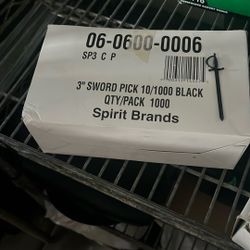 06-0600-0006
SP3 C P
3" SWORD PICK 10/1000 BLACK
QTY/PACK 1000
Spirit Brands